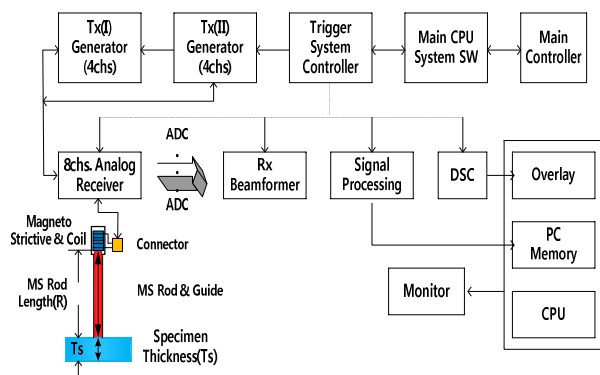 Tx(I)
Generator
(4chs)
Tx(II)
Generator
(4chs)
Trigger
System
Controller
Main CPU
System SW
Main
Controller
8chs. Analog
Receiver
ADC
.
.
ADC
Rx
Beamformer
Signal
Processing
DSC
Overlay
PC
Memory
CPU
Monitor
Magneto
Strictive & Coil
Connector
MS Rod
Length(R)
MS Rod & Guide
Ts
Specimen
Thickness(Ts)